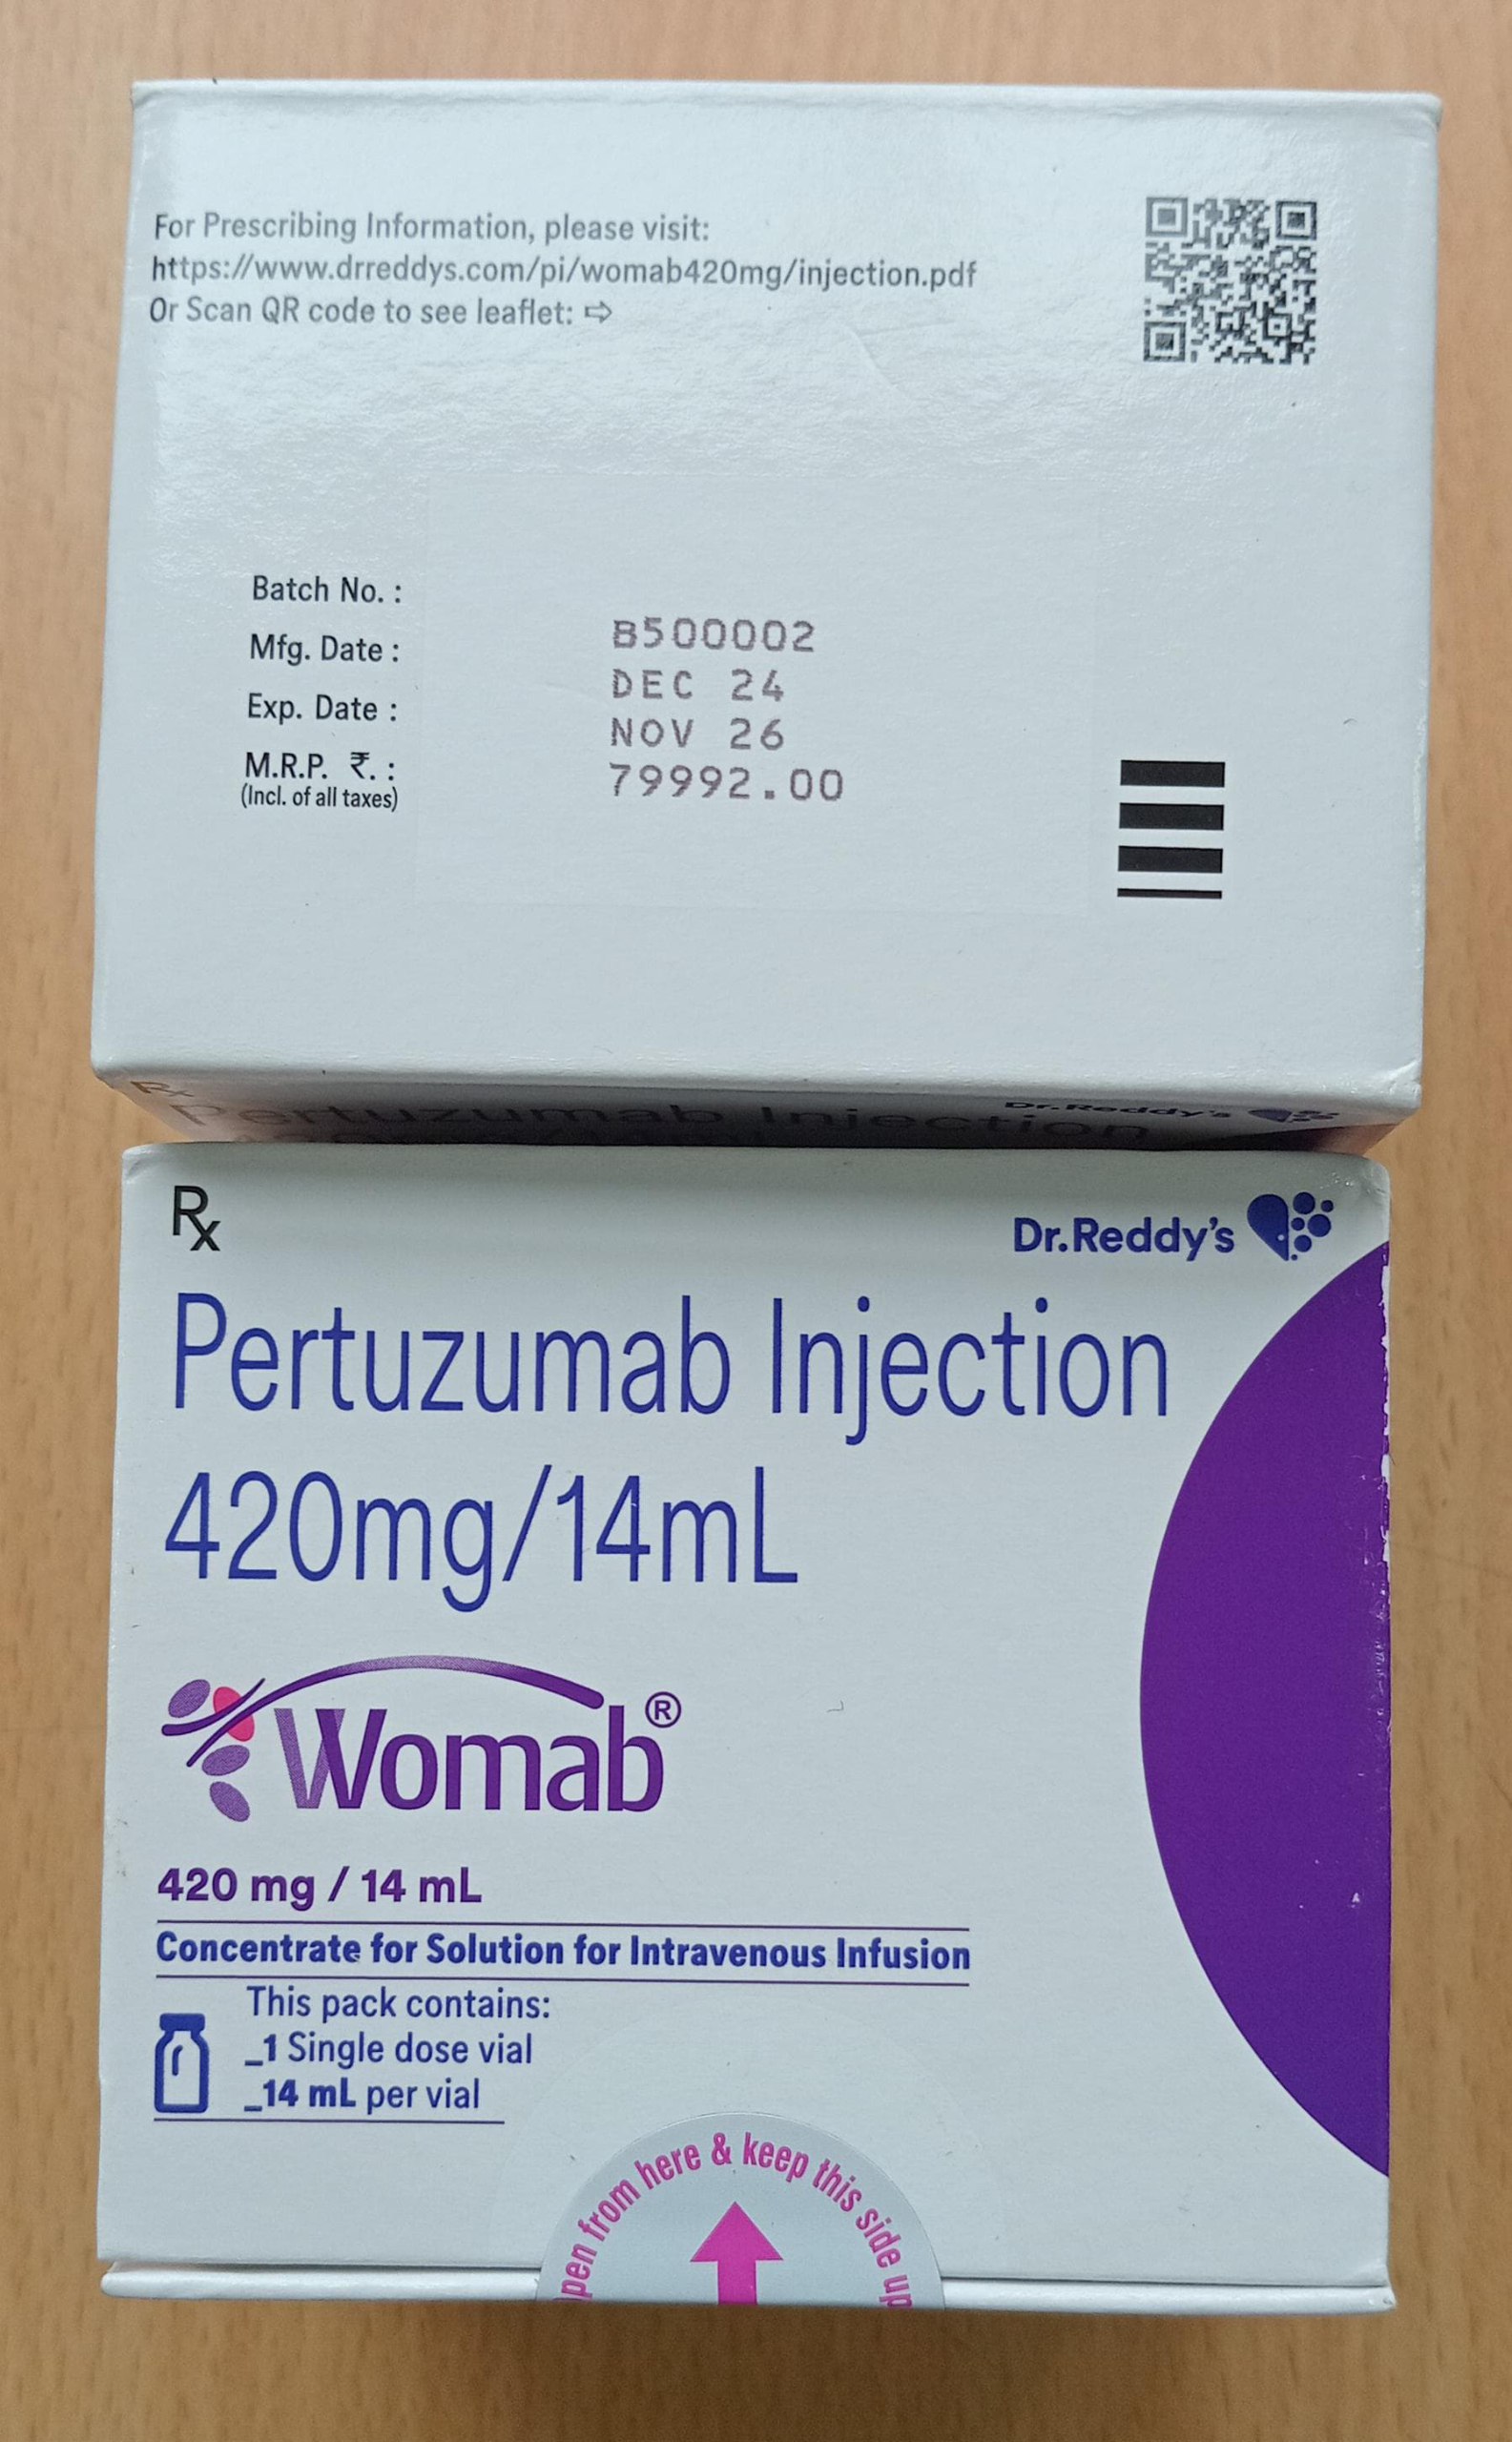 For Prescribing Information, please visit:
https://www.drreddys.com/pi/womab420mg/injection.pdf
Or Scan QR code to see leaflet: ⇨
Batch No. :
B500002
Mfg. Date :
DEC 24
Exp. Date :
NOV 26
M.R.P. ₹. :
79992.00
(Incl. of all taxes)
Rx
Dr.Reddy's
Pertuzumab Injection
Rx
Dr.Reddy's
Pertuzumab Injection
420mg/14mL
Womab®
420 mg / 14 mL
Concentrate for Solution for Intravenous Infusion
This pack contains:
_1 Single dose vial
_14 mL per vial
pen from here & keep this side up